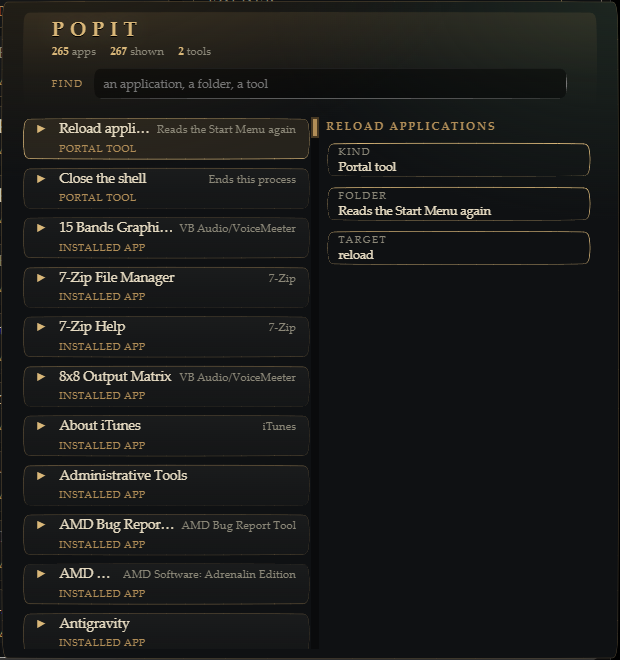 POPIT
265 apps 267 shown 2 tools
FIND an application, a folder, a tool
Reload appli... Reads the Start Menu again
PORTAL TOOL
Close the shell Ends this process
PORTAL TOOL
15 Bands Graphi... VB Audio/VoiceMeeter
INSTALLED APP
7-Zip File Manager 7-Zip
INSTALLED APP
7-Zip Help 7-Zip
INSTALLED APP
8x8 Output Matrix VB Audio/VoiceMeeter
INSTALLED APP
About iTunes iTunes
INSTALLED APP
Administrative Tools
INSTALLED APP
AMD Bug Repor... AMD Bug Report Tool
INSTALLED APP
AMD ... AMD Software: Adrenalin Edition
INSTALLED APP
Antigravity
INSTALLED APP
RELOAD APPLICATIONS
KIND
Portal tool
FOLDER
Reads the Start Menu again
TARGET
reload